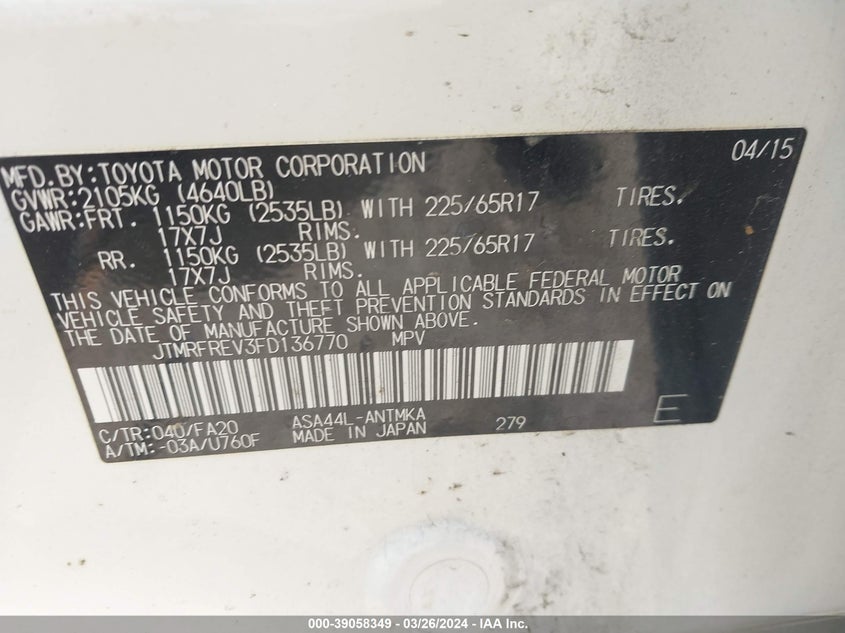 MFD.BY:TOYOTA MOTOR CORPORATION 04/15
GVWR:2105KG (4640LB)
GAWR:FRT. 1150KG (2535LB) WITH 225/65R17 TIRES.
17X7J RIMS.
RR. 1150KG (2535LB) WITH 225/65R17 TIRES.
17X7J RIMS.
THIS VEHICLE CONFORMS TO ALL APPLICABLE FEDERAL MOTOR
VEHICLE SAFETY AND THEFT PREVENTION STANDARDS IN EFFECT ON
THE DATE OF MANUFACTURE SHOWN ABOVE.
JTMRFREV3FD136770 MPV
C/TR:040/FA20 ASA44L-ANTMKA 279 E
A/TM:-03A/U760F MADE IN JAPAN
000-39058349 - 03/26/2024 - IAA Inc.